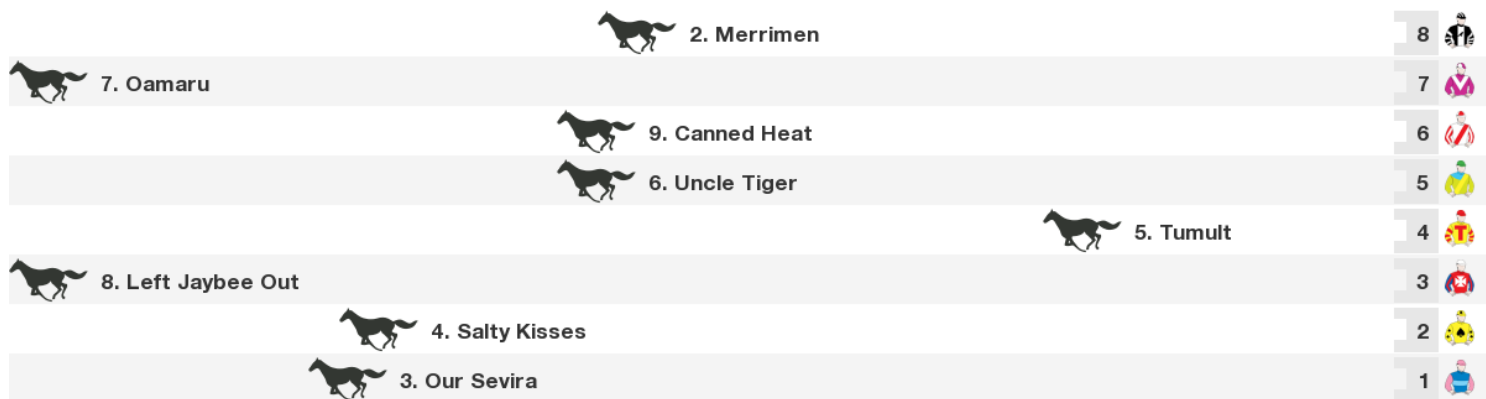 2. Merrimen 8
7. Oamaru 7
9. Canned Heat 6
6. Uncle Tiger 5
5. Tumult 4
T
8. Left Jaybee Out 3
4. Salty Kisses 2
3. Our Sevira 1